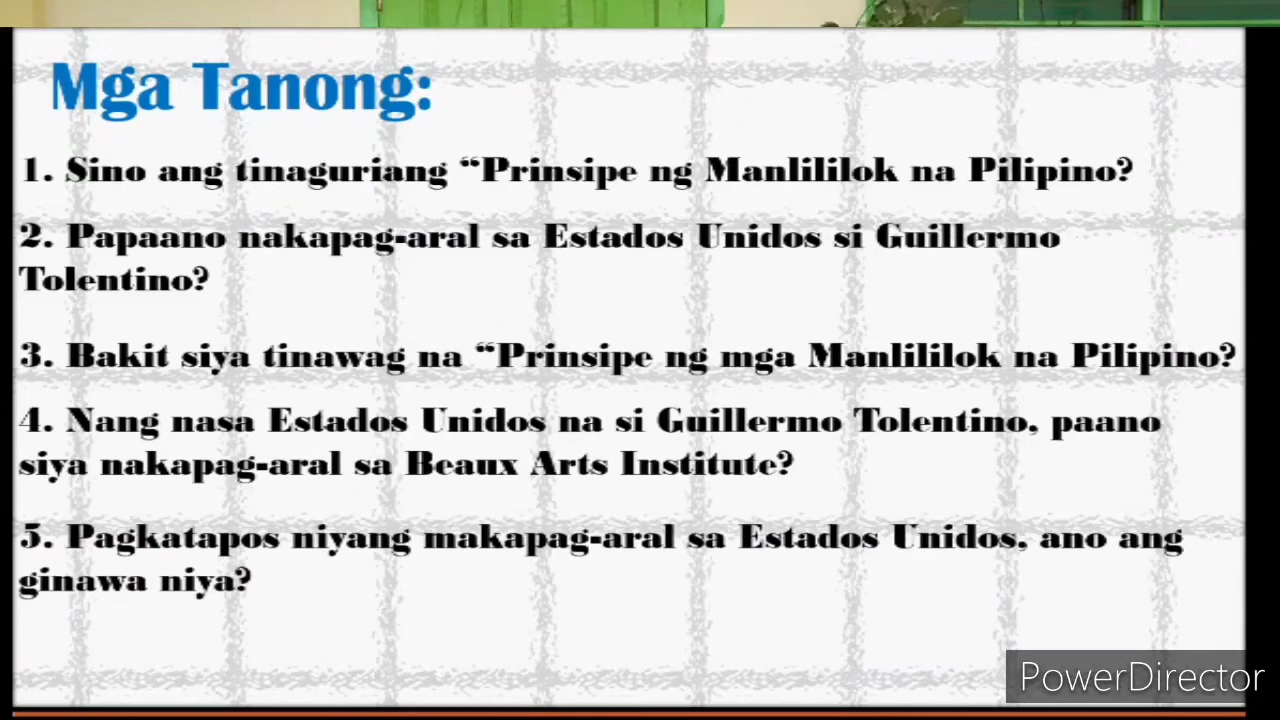 Mga Tanong:
1. Sino ang tinaguriang “Prinsipe ng Manlililok na Pilipino?
2. Papaano nakapag-aral sa Estados Unidos si Guillermo
Tolentino?
3. Bakit siya tinawag na “Prinsipe ng mga Manlililok na Pilipino?
4. Nang nasa Estados Unidos na si Guillermo Tolentino, paano
siya nakapag-aral sa Beaux Arts Institute?
5. Pagkatapos niyang makapag-aral sa Estados Unidos, ano ang
ginawa niya?
PowerDirector